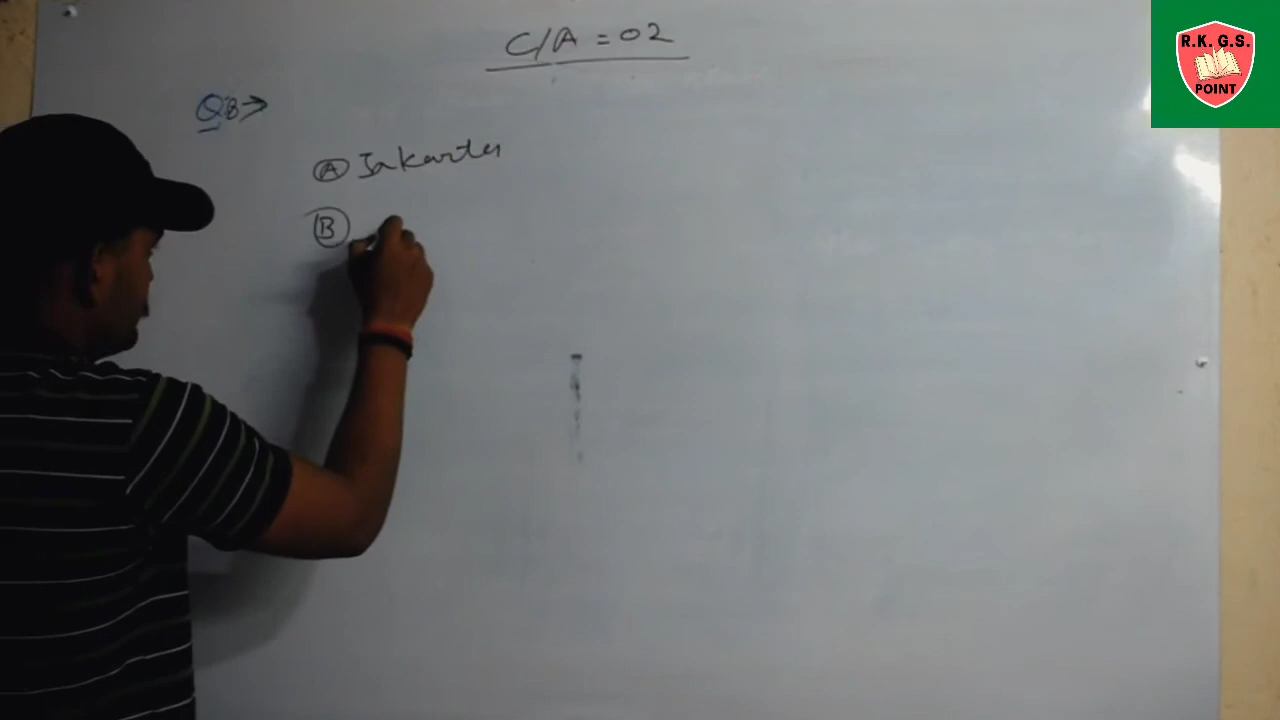 C/A = 02
Q8→
(A) Jakarta
(B)
R.K. G.S.
POINT